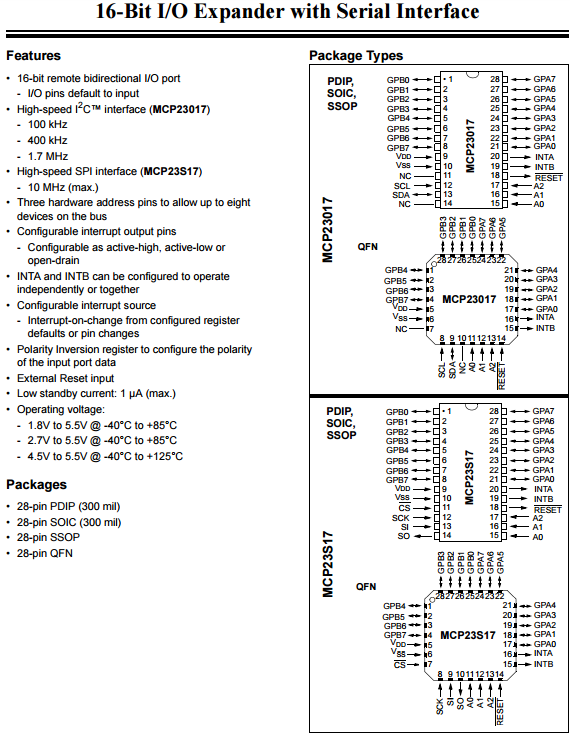 16-Bit I/O Expander with Serial Interface
Features
• 16-bit remote bidirectional I/O port
- I/O pins default to input
• High-speed I2C™ interface (MCP23017)
- 100 kHz
- 400 kHz
- 1.7 MHz
• High-speed SPI interface (MCP23S17)
- 10 MHz (max.)
• Three hardware address pins to allow up to eight
devices on the bus
• Configurable interrupt output pins
- Configurable as active-high, active-low or
open-drain
• INTA and INTB can be configured to operate
independently or together
• Configurable interrupt source
- Interrupt-on-change from configured register
defaults or pin changes
• Polarity Inversion register to configure the polarity
of the input port data
• External Reset input
• Low standby current: 1 µA (max.)
• Operating voltage:
- 1.8V to 5.5V @ -40°C to +85°C
- 2.7V to 5.5V @ -40°C to +85°C
- 4.5V to 5.5V @ -40°C to +125°C
Packages
• 28-pin PDIP (300 mil)
• 28-pin SOIC (300 mil)
• 28-pin SSOP
• 28-pin QFN
Package Types
MCP23017
PDIP,
SOIC,
SSOP
MCP23017
GPB0 1 28 GPA7
GPB1 2 27 GPA6
GPB2 3 26 GPA5
GPB3 4 25 GPA4
GPB4 5 24 GPA3
GPB5 6 23 GPA2
GPB6 7 22 GPA1
GPB7 8 21 GPA0
VDD 9 20 INTA
VSS 10 19 INTB
NC 11 18 RESET
SCL 12 17 A2
SDA 13 16 A1
NC 14 15 A0
QFN
GPB3 GPB2 GPB1 GPB0 GPA7 GPA6 GPA5
28 27 26 25 24 23 22
GPB4 1 21 GPA4
GPB5 2 20 GPA3
GPB6 3 19 GPA2
GPB7 4 MCP23017 18 GPA1
VDD 5 17 GPA0
VSS 6 16 INTA
NC 7 15 INTB
8 9 10 11 12 13 14
SCL SDA NC A0 A1 A2 RESET
MCP23S17
PDIP,
SOIC,
SSOP
MCP23S17
GPB0 1 28 GPA7
GPB1 2 27 GPA6
GPB2 3 26 GPA5
GPB3 4 25 GPA4
GPB4 5 24 GPA3
GPB5 6 23 GPA2
GPB6 7 22 GPA1
GPB7 8 21 GPA0
VDD 9 20 INTA
VSS 10 19 INTB
CS 11 18 RESET
SCK 12 17 A2
SI 13 16 A1
SO 14 15 A0
QFN
GPB3 GPB2 GPB1 GPB0 GPA7 GPA6 GPA5
28 27 26 25 24 23 22
GPB4 1 21 GPA4
GPB5 2 20 GPA3
GPB6 3 19 GPA2
GPB7 4 MCP23S17 18 GPA1
VDD 5 17 GPA0
VSS 6 16 INTA
CS 7 15 INTB
8 9 10 11 12 13 14
SCK SI SO A0 A1 A2 RESET